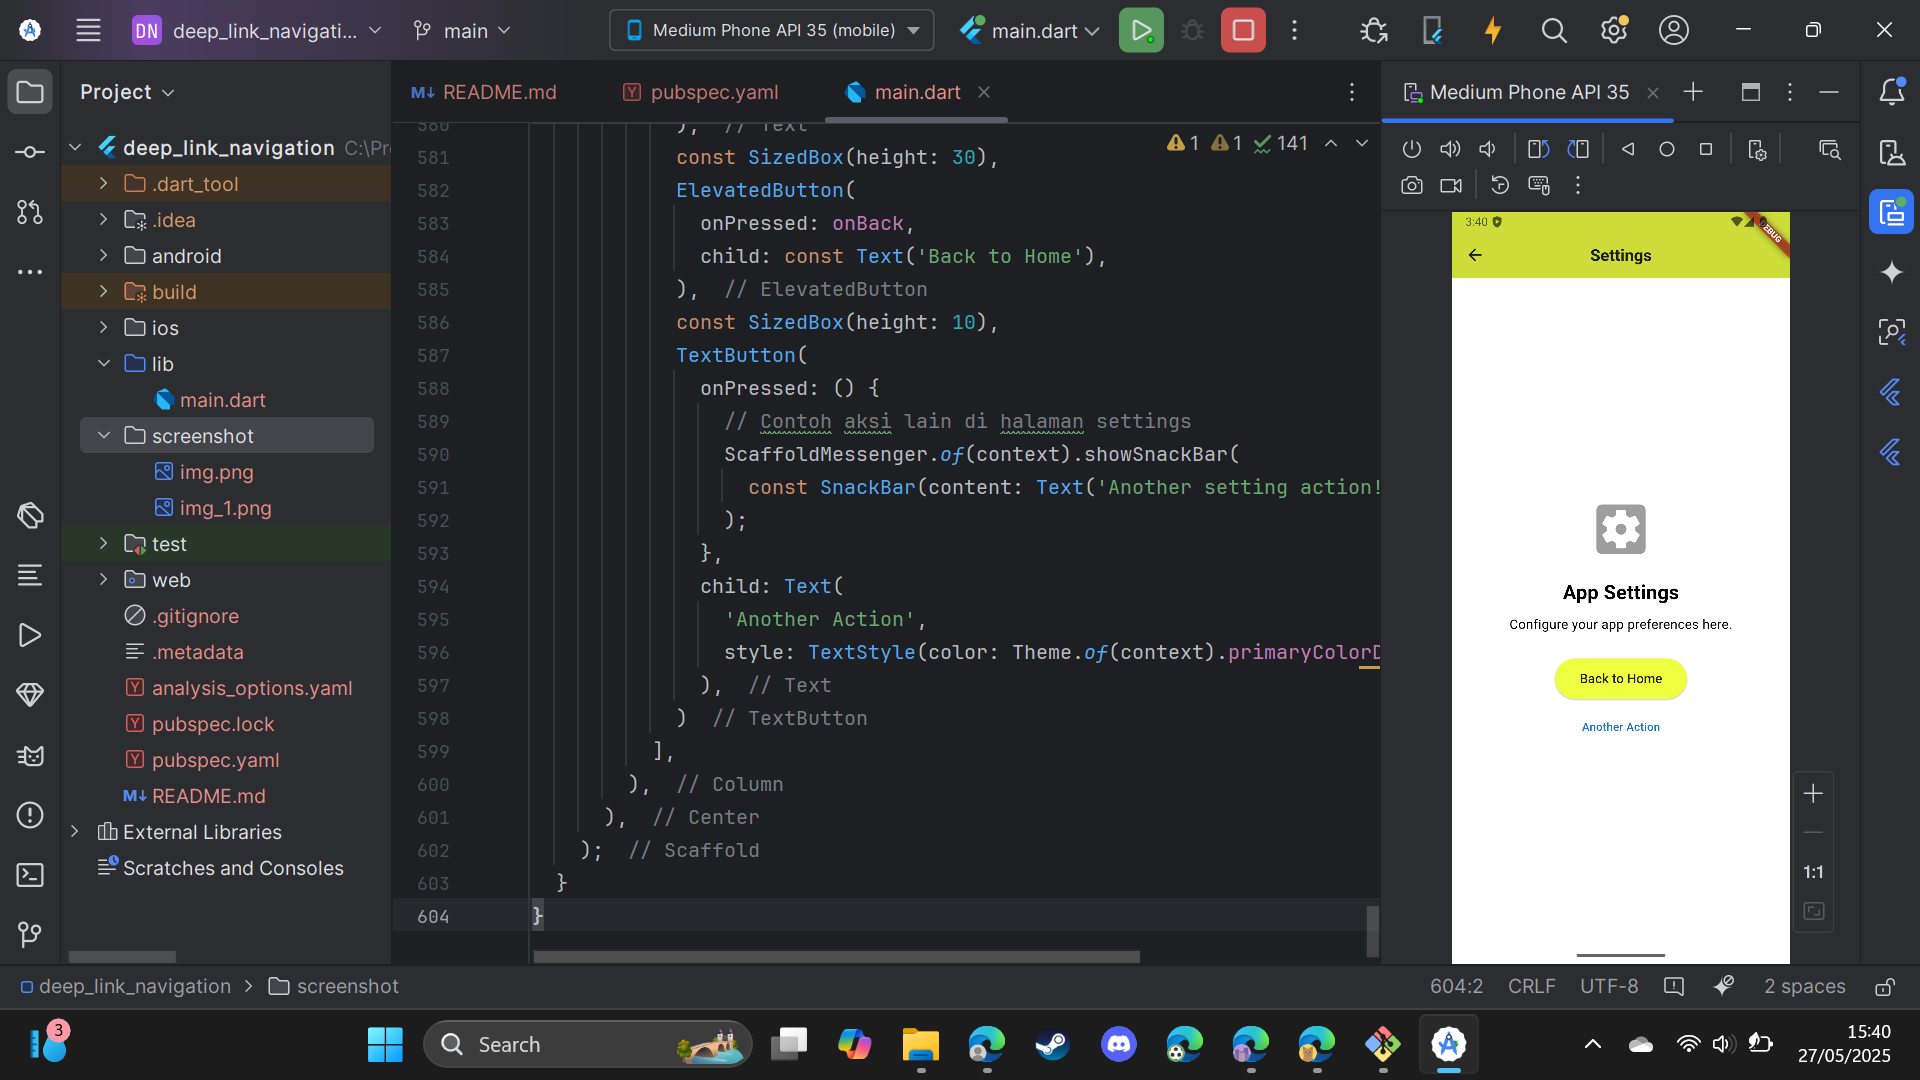 DN deep_link_navigati...
main
Medium Phone API 35 (mobile)
main.dart
Project
README.md
pubspec.yaml
main.dart
Medium Phone API 35
deep_link_navigation C:\Pr
.dart_tool
.idea
android
build
ios
lib
main.dart
screenshot
img.png
img_1.png
test
web
.gitignore
.metadata
analysis_options.yaml
pubspec.lock
pubspec.yaml
README.md
External Libraries
Scratches and Consoles
1 1 141
580 ), // Text
581 const SizedBox(height: 30),
582 ElevatedButton(
583 onPressed: onBack,
584 child: const Text('Back to Home'),
585 ), // ElevatedButton
586 const SizedBox(height: 10),
587 TextButton(
588 onPressed: () {
589 // Contoh aksi lain di halaman settings
590 ScaffoldMessenger.of(context).showSnackBar(
591 const SnackBar(content: Text('Another setting action!
592 );
593 },
594 child: Text(
595 'Another Action',
596 style: TextStyle(color: Theme.of(context).primaryColorD
597 ), // Text
598 ) // TextButton
599 ],
600 ), // Column
601 ), // Center
602 ); // Scaffold
603 }
604 }
3:40
DEBUG
Settings
App Settings
Configure your app preferences here.
Back to Home
Another Action
1:1
deep_link_navigation > screenshot
604:2 CRLF UTF-8 2 spaces
3
Search
15:40
27/05/2025